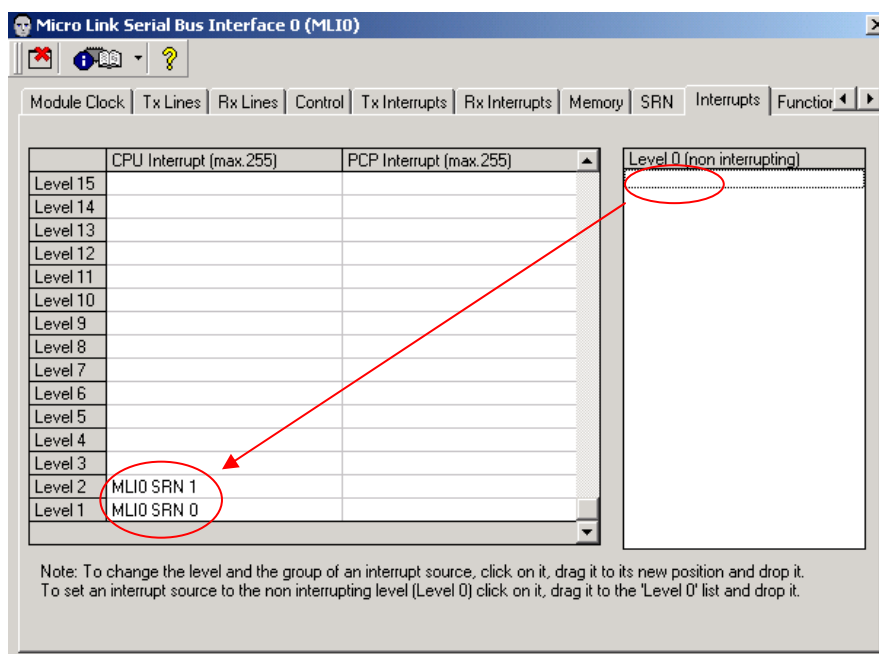 Micro Link Serial Bus Interface 0 (MLI0)
Module Clock Tx Lines Rx Lines Control Tx Interrupts Rx Interrupts Memory SRN Interrupts Function
CPU Interrupt (max.255) PCP Interrupt (max.255) Level 0 (non interrupting)
Level 15
Level 14
Level 13
Level 12
Level 11
Level 10
Level 9
Level 8
Level 7
Level 6
Level 5
Level 4
Level 3
Level 2 MLI0 SRN 1
Level 1 MLI0 SRN 0
Note: To change the level and the group of an interrupt source, click on it, drag it to its new position and drop it.
To set an interrupt source to the non interrupting level (Level 0) click on it, drag it to the 'Level 0' list and drop it.